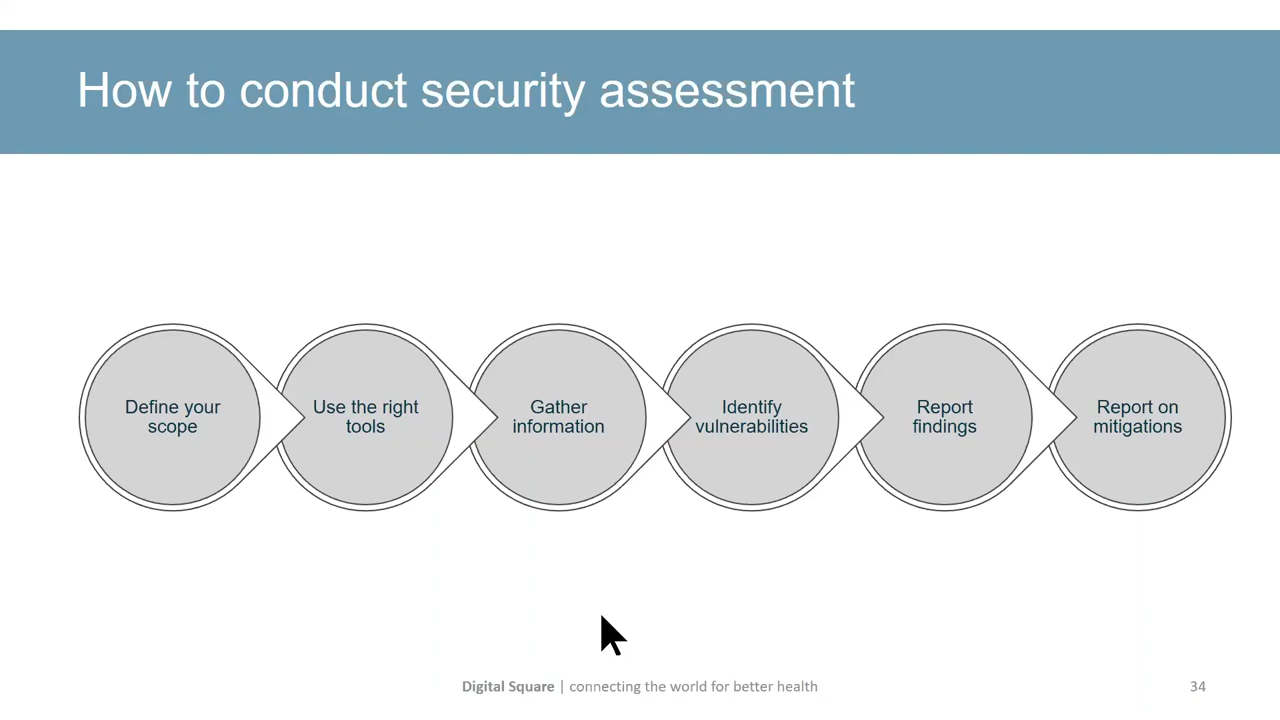 How to conduct security assessment
Define your
scope
Use the right
tools
Gather
information
Identify
vulnerabilities
Report
findings
Report on
mitigations
Digital Square | connecting the world for better health
34